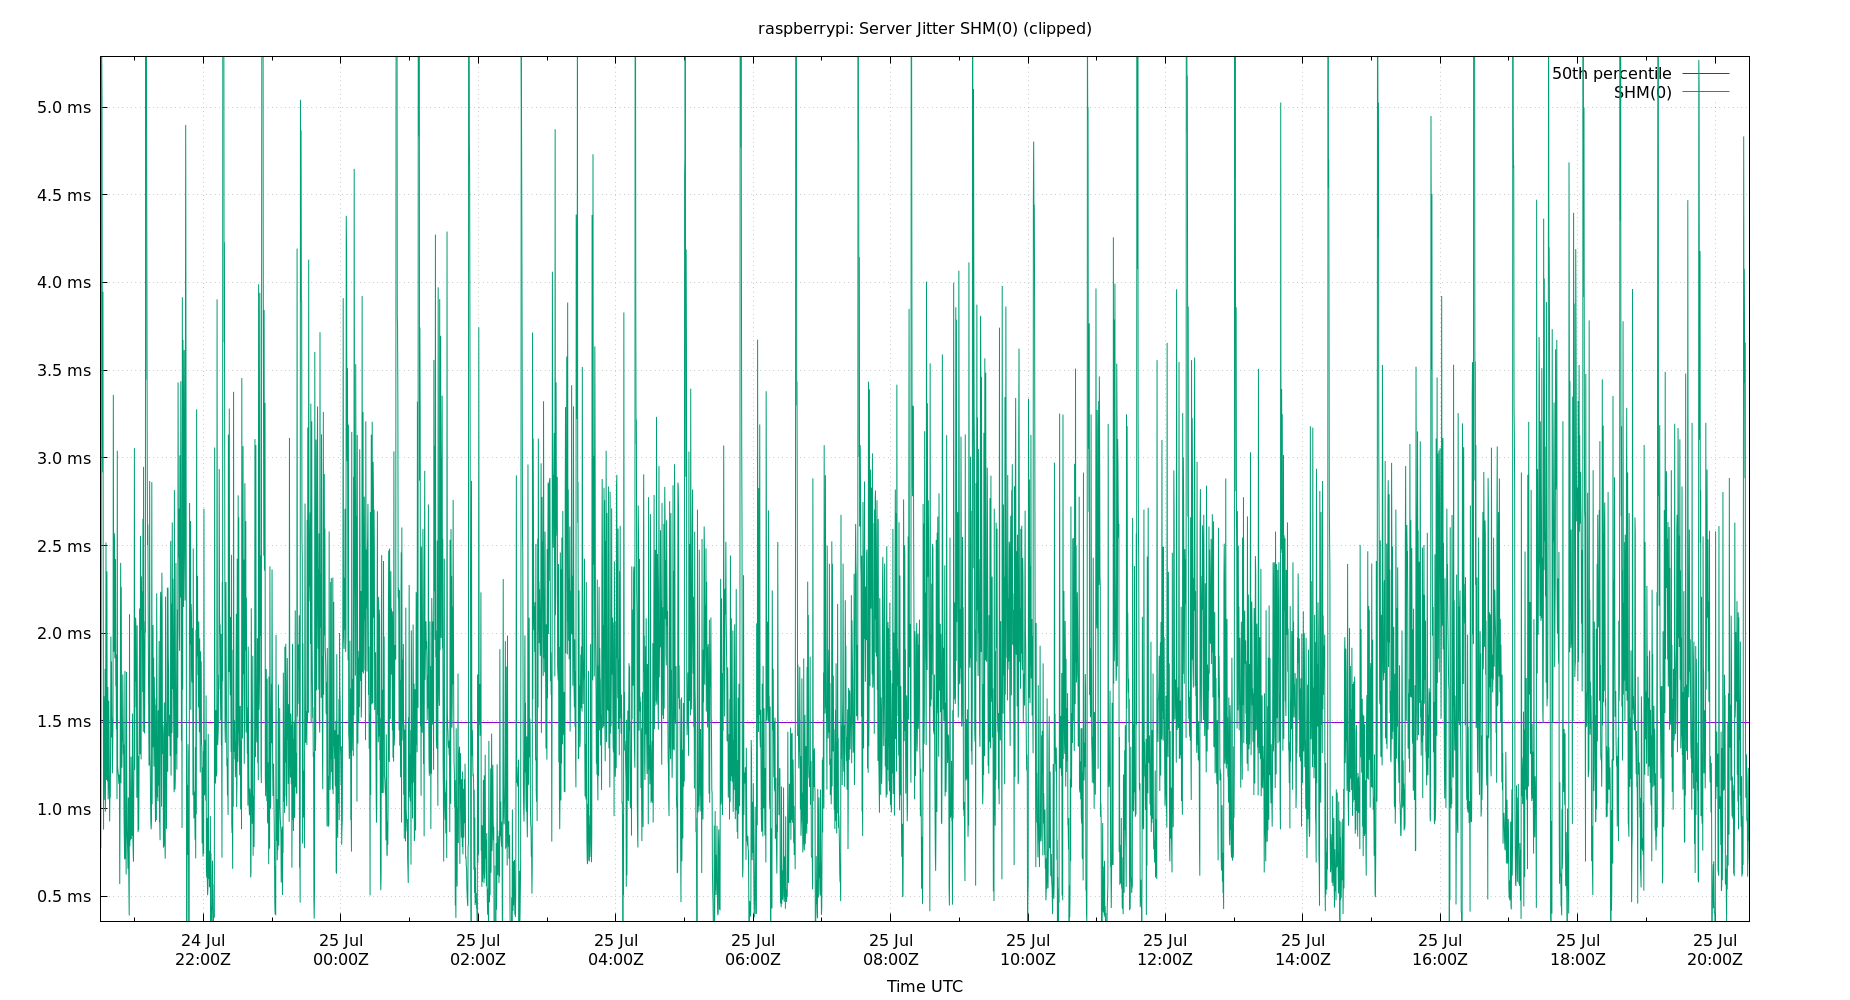 raspberrypi: Server Jitter SHM(0) (clipped)
50th percentile
SHM(0)
5.0 ms
4.5 ms
4.0 ms
3.5 ms
3.0 ms
2.5 ms
2.0 ms
1.5 ms
1.0 ms
0.5 ms
24 Jul 25 Jul 25 Jul 25 Jul 25 Jul 25 Jul 25 Jul 25 Jul 25 Jul 25 Jul 25 Jul 25 Jul
22:00Z 00:00Z 02:00Z 04:00Z 06:00Z 08:00Z 10:00Z 12:00Z 14:00Z 16:00Z 18:00Z 20:00Z
Time UTC